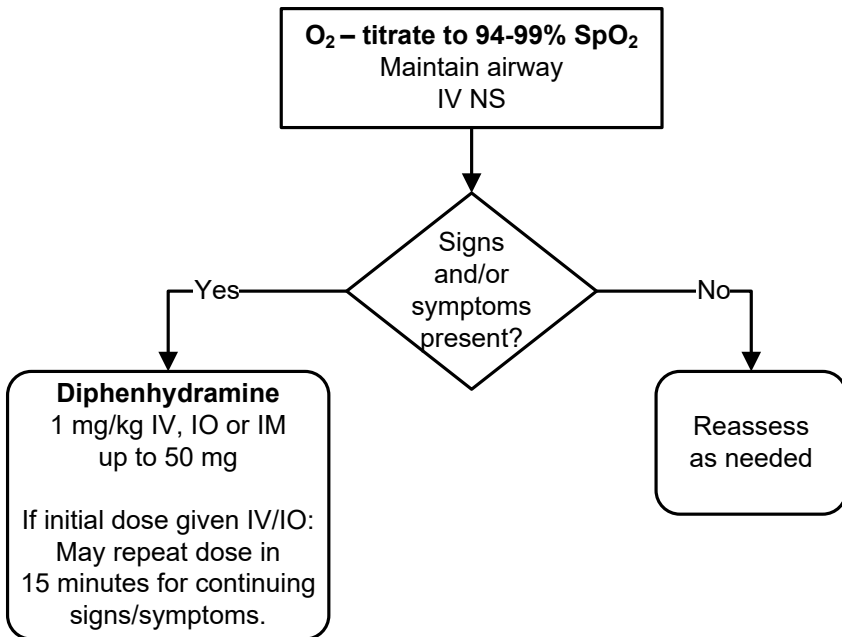 O₂ – titrate to 94-99% SpO₂
Maintain airway
IV NS
Signs
and/or
symptoms
present?
Yes
No
Diphenhydramine
1 mg/kg IV, IO or IM
up to 50 mg
If initial dose given IV/IO:
May repeat dose in
15 minutes for continuing
signs/symptoms.
Reassess
as needed